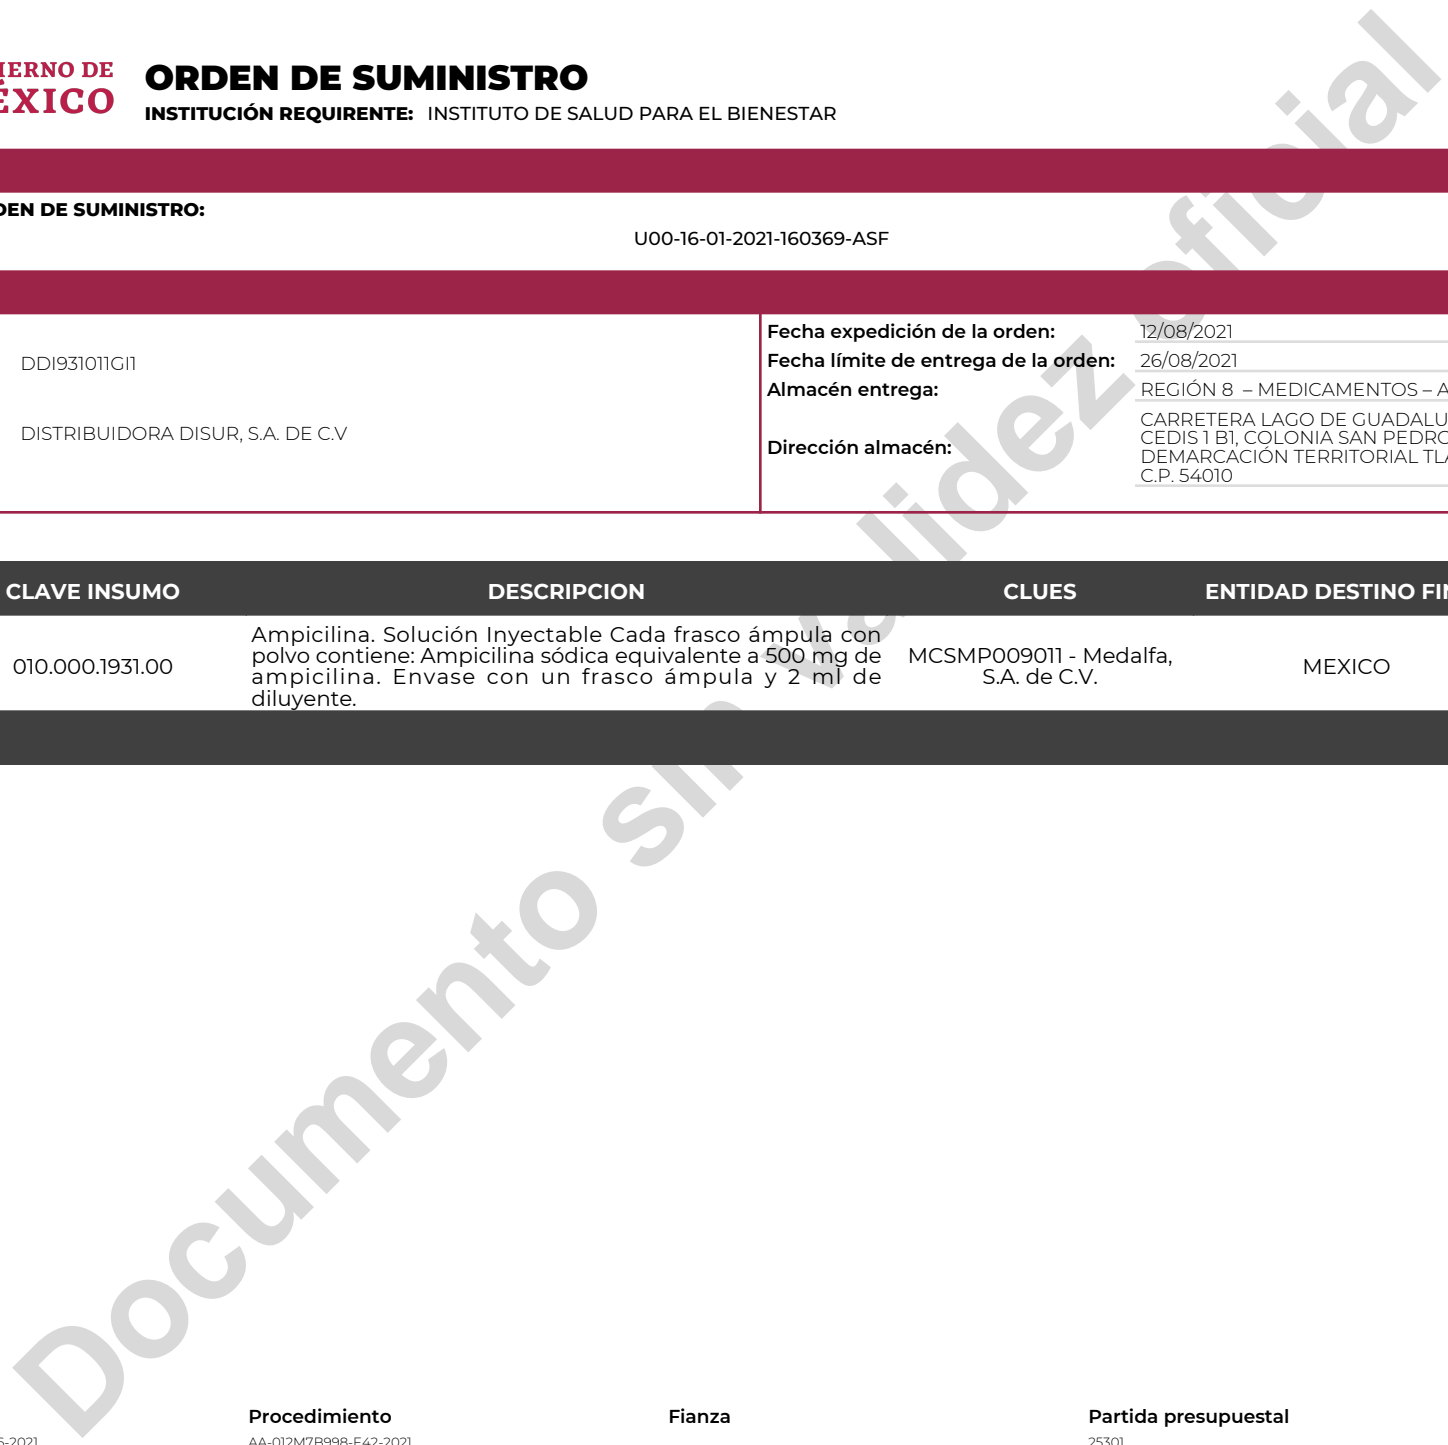 IERNO DE
ÉXICO
ORDEN DE SUMINISTRO
INSTITUCIÓN REQUIRENTE: INSTITUTO DE SALUD PARA EL BIENESTAR
DEN DE SUMINISTRO:
U00-16-01-2021-160369-ASF
DDI931011GI1
DISTRIBUIDORA DISUR, S.A. DE C.V
Fecha expedición de la orden: 12/08/2021
Fecha límite de entrega de la orden: 26/08/2021
Almacén entrega: REGIÓN 8 – MEDICAMENTOS – A
Dirección almacén:
CARRETERA LAGO DE GUADALU
CEDIS 1 B1, COLONIA SAN PEDRO
DEMARCACIÓN TERRITORIAL TLA
C.P. 54010
CLAVE INSUMO DESCRIPCION CLUES ENTIDAD DESTINO FIN
010.000.1931.00
Ampicilina. Solución Inyectable Cada frasco ámpula con
polvo contiene: Ampicilina sódica equivalente a 500 mg de
ampicilina. Envase con un frasco ámpula y 2 ml de
diluyente.
MCSMP009011 - Medalfa,
S.A. de C.V.
MEXICO
Documento sin validez oficial
Procedimiento Fianza Partida presupuestal
-2021 AA-012M7B998-E42-2021 25301